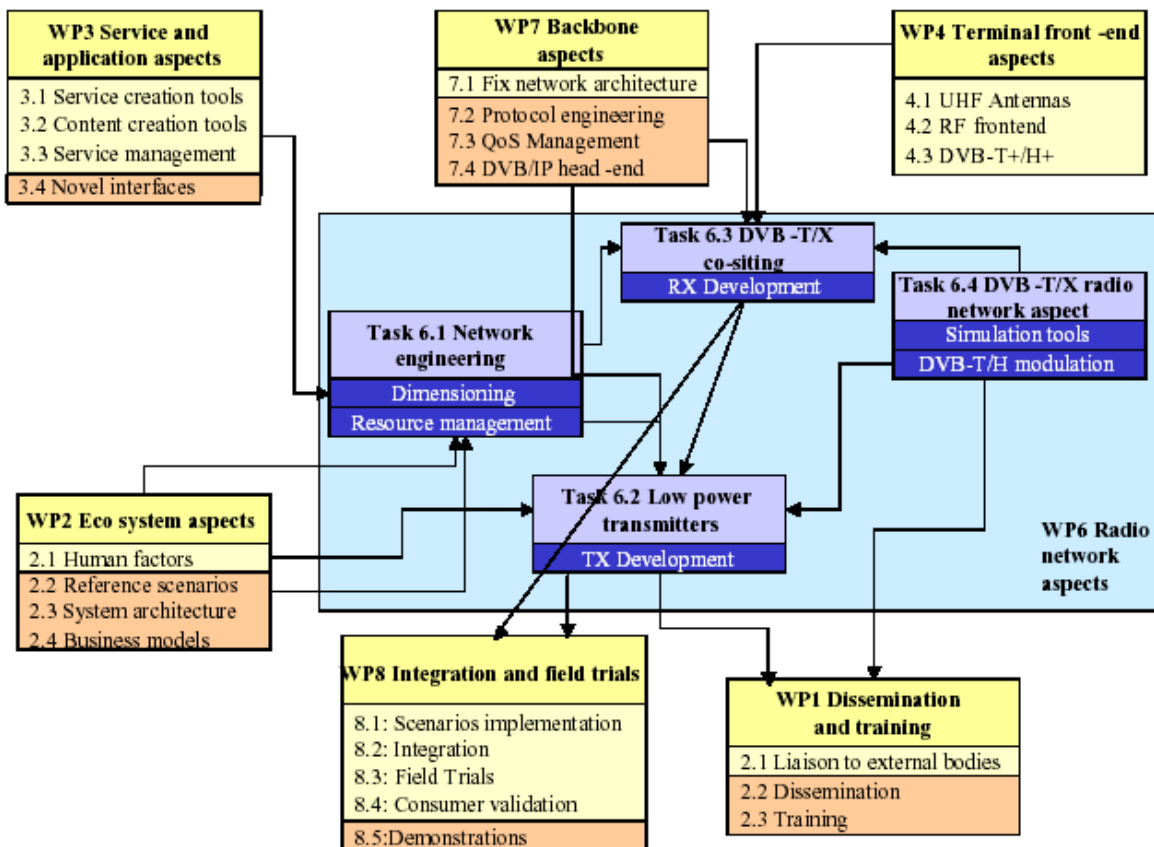 WP3 Service and
application aspects
3.1 Service creation tools
3.2 Content creation tools
3.3 Service management
3.4 Novel interfaces
WP7 Backbone
aspects
7.1 Fix network architecture
7.2 Protocol engineering
7.3 QoS Management
7.4 DVB/IP head -end
WP4 Terminal front -end
aspects
4.1 UHF Antennas
4.2 RF frontend
4.3 DVB-T+/H+
Task 6.3 DVB -T/X
co-siting
RX Development
Task 6.4 DVB -T/X radio
network aspect
Simulation tools
DVB-T/H modulation
Task 6.1 Network
engineering
Dimensioning
Resource management
Task 6.2 Low power
transmitters
TX Development
WP6 Radio
network
aspects
WP2 Eco system aspects
2.1 Human factors
2.2 Reference scenarios
2.3 System architecture
2.4 Business models
WP8 Integration and field trials
8.1: Scenarios implementation
8.2: Integration
8.3: Field Trials
8.4: Consumer validation
8.5:Demonstrations
WP1 Dissemination
and training
2.1 Liaison to external bodies
2.2 Dissemination
2.3 Training